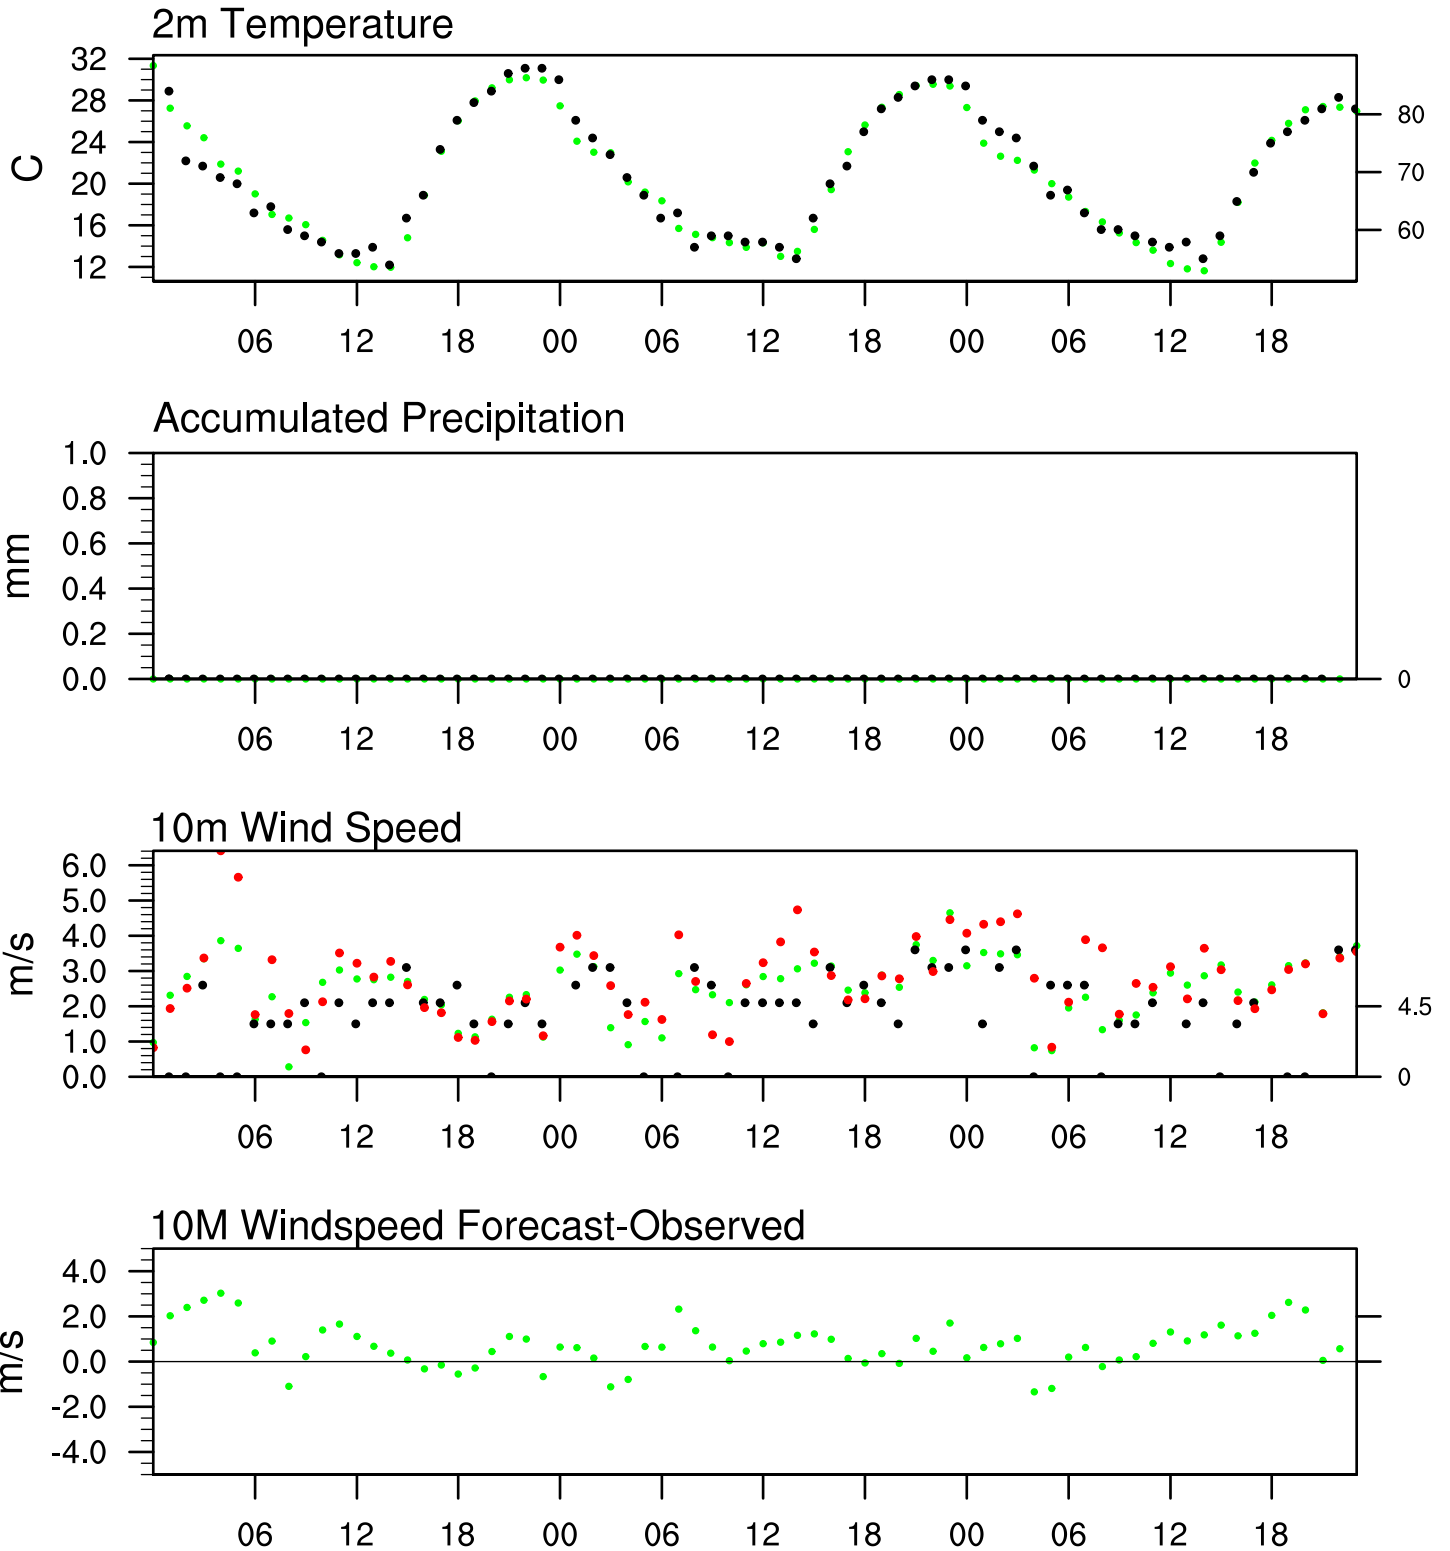 2m Temperature
32
28
24
20
16
12
C
80
70
60
06 12 18 00 06 12 18 00 06 12 18
Accumulated Precipitation
1.0
0.8
0.6
0.4
0.2
0.0
mm
0
06 12 18 00 06 12 18 00 06 12 18
10m Wind Speed
6.0
5.0
4.0
3.0
2.0
1.0
0.0
m/s
4.5
0
06 12 18 00 06 12 18 00 06 12 18
10M Windspeed Forecast-Observed
4.0
2.0
0.0
-2.0
-4.0
m/s
06 12 18 00 06 12 18 00 06 12 18